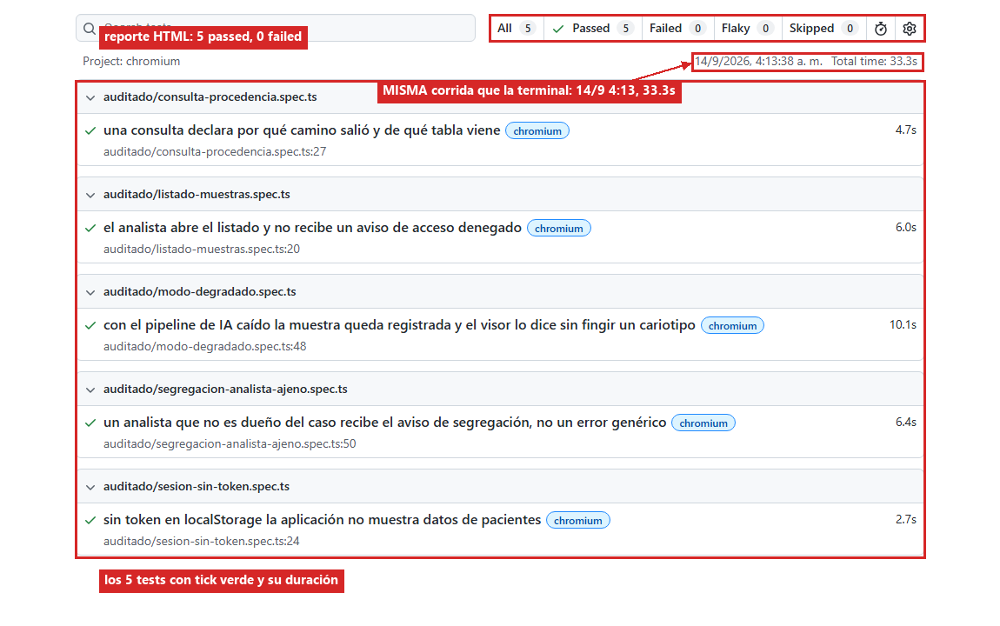 All 5 Passed 5 Failed 0 Flaky 0 Skipped 0
reporte HTML: 5 passed, 0 failed
Project: chromium
14/9/2026, 4:13:38 a. m. Total time: 33.3s
MISMA corrida que la terminal: 14/9 4:13, 33.3s
auditado/consulta-procedencia.spec.ts
una consulta declara por qué camino salió y de qué tabla viene chromium 4.7s
auditado/consulta-procedencia.spec.ts:27
auditado/listado-muestras.spec.ts
el analista abre el listado y no recibe un aviso de acceso denegado chromium 6.0s
auditado/listado-muestras.spec.ts:20
auditado/modo-degradado.spec.ts
con el pipeline de IA caído la muestra queda registrada y el visor lo dice sin fingir un cariotipo chromium 10.1s
auditado/modo-degradado.spec.ts:48
auditado/segregacion-analista-ajeno.spec.ts
un analista que no es dueño del caso recibe el aviso de segregación, no un error genérico chromium 6.4s
auditado/segregacion-analista-ajeno.spec.ts:50
auditado/sesion-sin-token.spec.ts
sin token en localStorage la aplicación no muestra datos de pacientes chromium 2.7s
auditado/sesion-sin-token.spec.ts:24
los 5 tests con tick verde y su duración